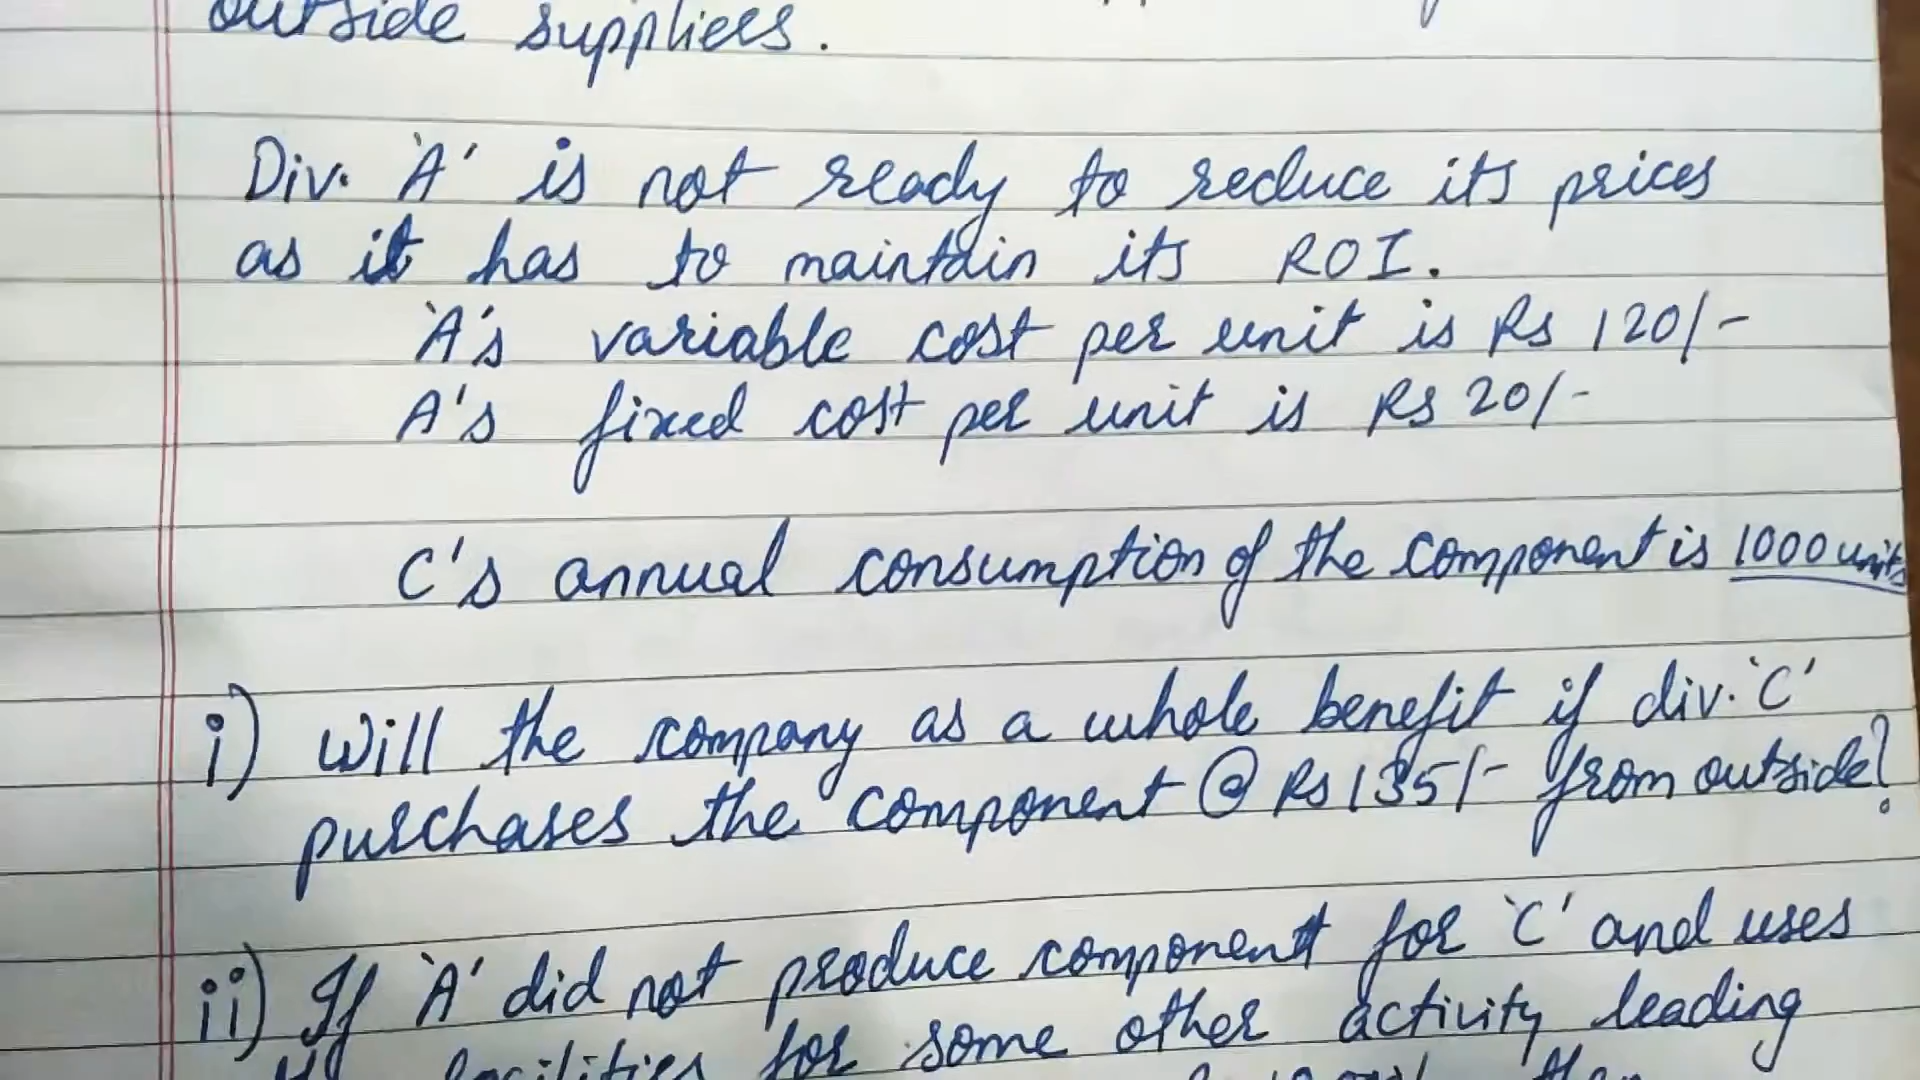 outside suppliers.
Div. 'A' is not ready to reduce its prices
as it has to maintain its ROI.
'A's variable cost per unit is Rs 120/-
A's fixed cost per unit is Rs 20/-
C's annual consumption of the component is 1000 units
i) Will the company as a whole benefit if div. 'C'
purchases the component @ Rs 135/- from outside?
ii) If 'A' did not produce component for 'C' and uses
facilities for some other activity leading